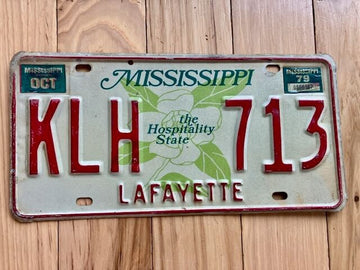 MISSISSIPPI
MISSISSIPPI
MISSISSIPPI
OCT
79
KLH 713
the
Hospitality
State
LAFAYETTE